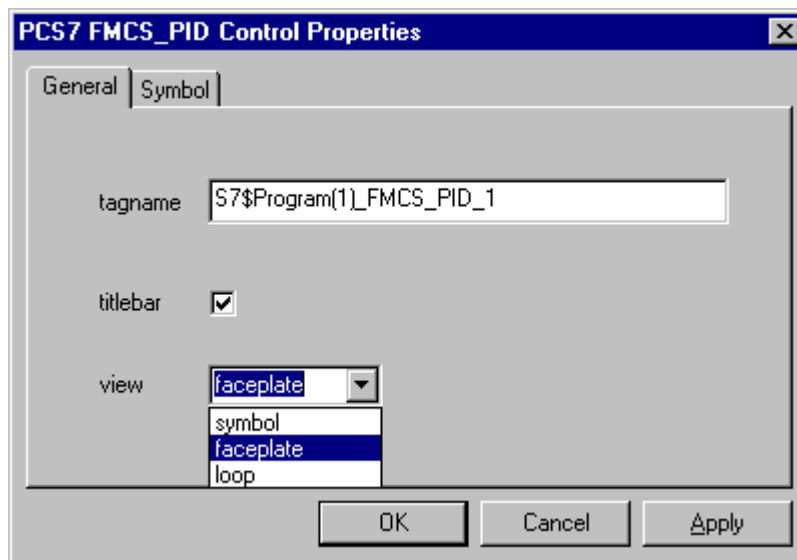 PCS7 FMCS_PID Control Properties
General
Symbol
tagname
S7$Program(1)_FMCS_PID_1
titlebar
view
faceplate
symbol
faceplate
loop
OK
Cancel
Apply